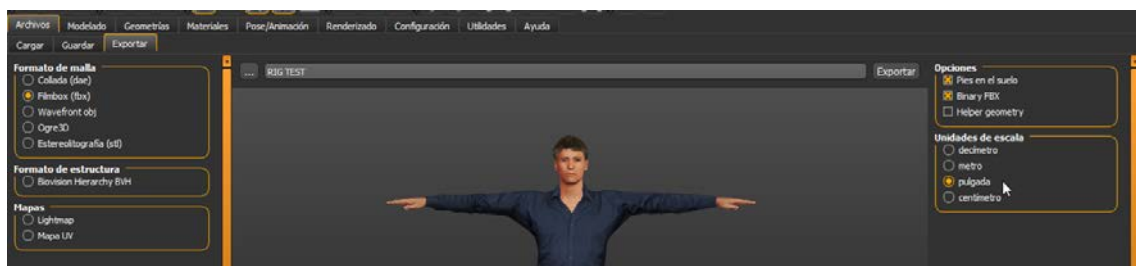 Archivos Modelado Geometrías Materiales Pose/Animación Renderizado Configuración Utilidades Ayuda
Cargar Guardar Exportar
Formato de malla
Collada (dae)
Filmbox (fbx)
Wavefront obj
Ogre3D
Estereolitografía (stl)
Formato de estructura
Biovision Hierarchy BVH
Mapas
Lightmap
Mapa UV
... RIG TEST Exportar
Opciones
Pies en el suelo
Binary FBX
Helper geometry
Unidades de escala
decímetro
metro
pulgada
centímetro